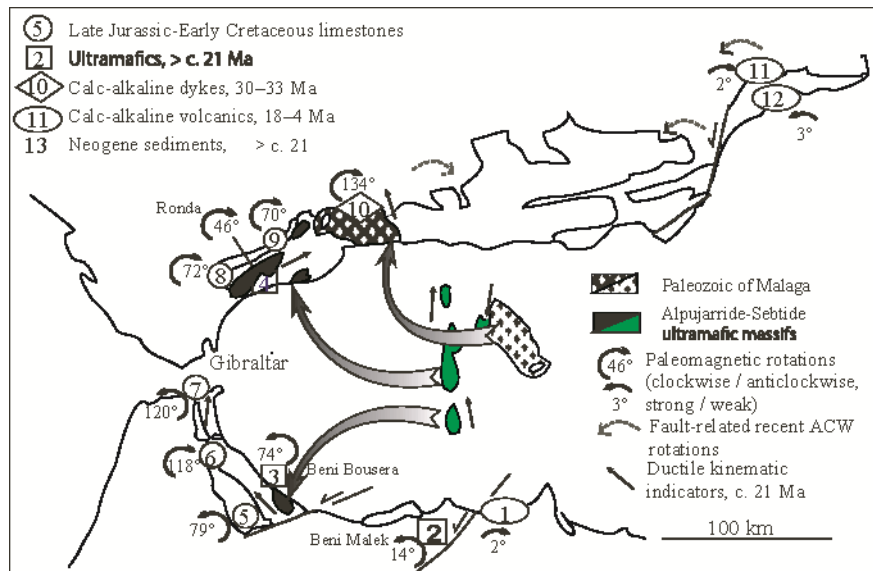 5 Late Jurassic-Early Cretaceous limestones
2 Ultramafics, > c. 21 Ma
10 Calc-alkaline dykes, 30–33 Ma
11 Calc-alkaline volcanics, 18–4 Ma
13 Neogene sediments, > c. 21
11
2°
12
3°
134°
10
Ronda
70°
46°
9
72°
8
4
Paleozoic of Malaga
Alpujarride-Sebtide
ultramafic massifs
46° Paleomagnetic rotations
(clockwise / anticlockwise,
3° strong / weak)
Fault-related recent ACW
rotations
Ductile kinematic
indicators, c. 21 Ma
100 km
Gibraltar
7
120°
74°
6
118°
3 Beni Bousera
79°
5
1
Beni Malek
2
14°
2°